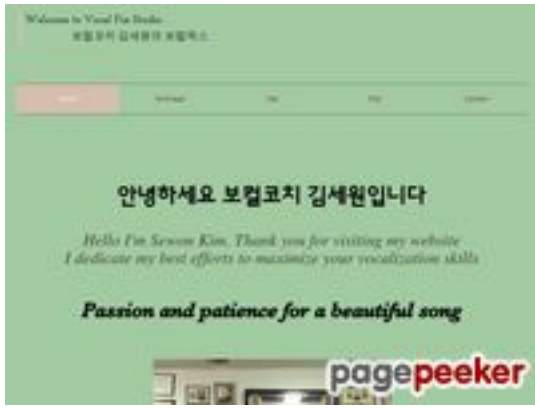 Welcome to Vocal Fix Studio
보컬코치 김세원의 보컬픽스
안녕하세요 보컬코치 김세원입니다
Hello I'm Sewon Kim. Thank you for visiting my website
I dedicate my best efforts to maximize your vocalization skills
Passion and patience for a beautiful song
pagepeeker